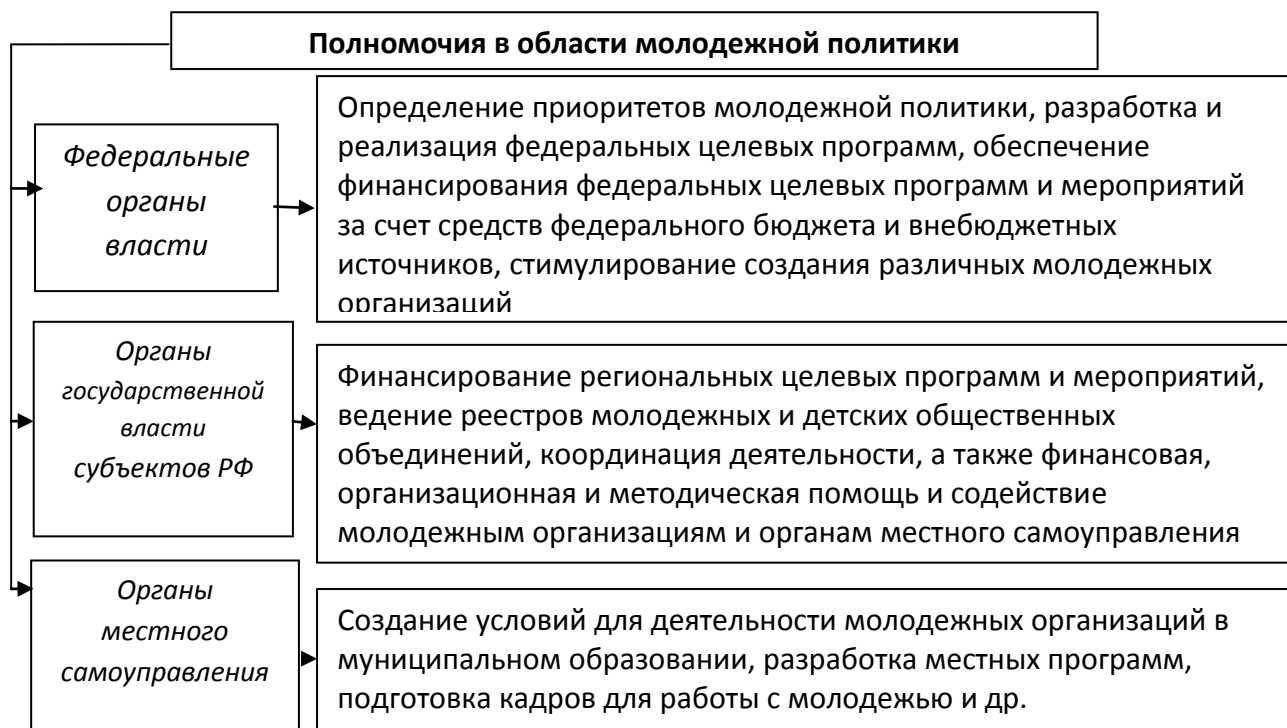 Полномочия в области молодежной политики
Федеральные
органы
власти
Определение приоритетов молодежной политики, разработка и
реализация федеральных целевых программ, обеспечение
финансирования федеральных целевых программ и мероприятий
за счет средств федерального бюджета и внебюджетных
источников, стимулирование создания различных молодежных
организаций
Органы
государственной
власти
субъектов РФ
Финансирование региональных целевых программ и мероприятий,
ведение реестров молодежных и детских общественных
объединений, координация деятельности, а также финансовая,
организационная и методическая помощь и содействие
молодежным организациям и органам местного самоуправления
Органы
местного
самоуправления
Создание условий для деятельности молодежных организаций в
муниципальном образовании, разработка местных программ,
подготовка кадров для работы с молодежью и др.